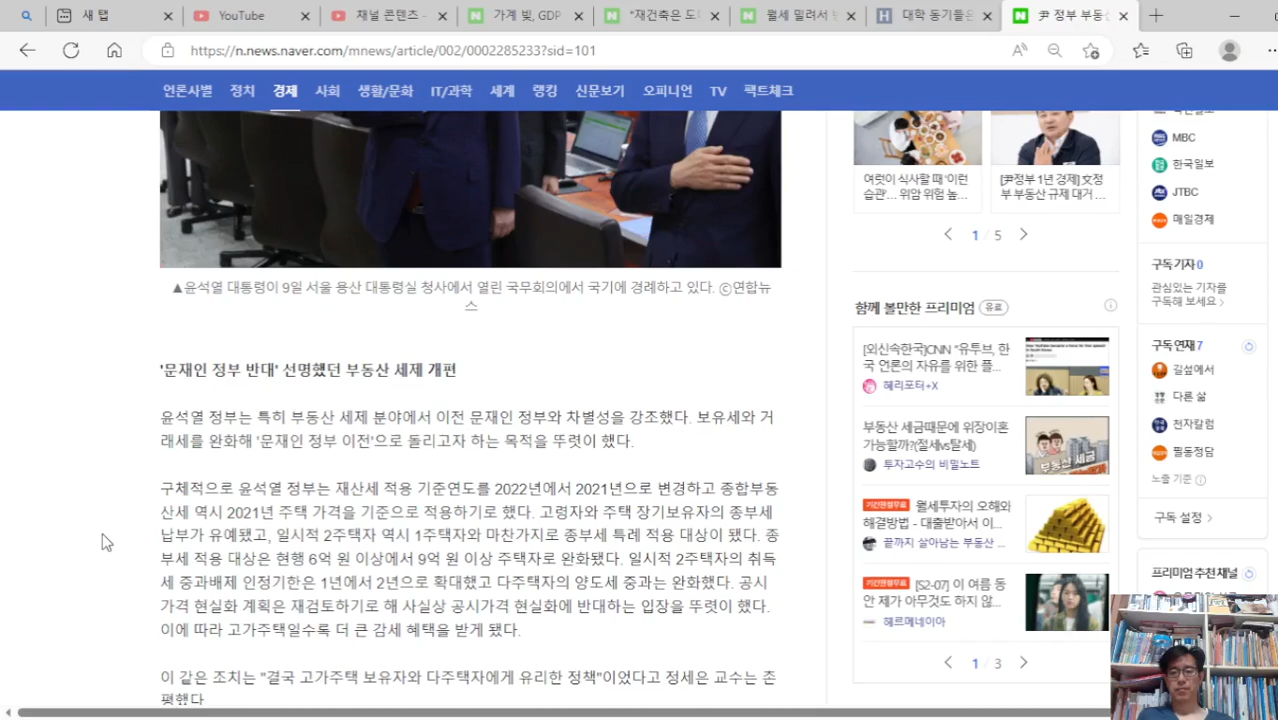 새 탭
YouTube
채널 콘텐츠 -
가계 빚, GDP
"재건축은 도
월세 밀려서
대학 동기들은
尹 정부 부동산
https://n.news.naver.com/mnews/article/002/0002285233?sid=101
언론사별 정치 경제 사회 생활/문화 IT/과학 세계 랭킹 신문보기 오피니언 TV 팩트체크
▲윤석열 대통령이 9일 서울 용산 대통령실 청사에서 열린 국무회의에서 국기에 경례하고 있다. ⓒ연합뉴
스
'문재인 정부 반대' 선명했던 부동산 세제 개편
윤석열 정부는 특히 부동산 세제 분야에서 이전 문재인 정부와 차별성을 강조했다. 보유세와 거
래세를 완화해 '문재인 정부 이전'으로 돌리고자 하는 목적을 뚜렷이 했다.
구체적으로 윤석열 정부는 재산세 적용 기준연도를 2022년에서 2021년으로 변경하고 종합부동
산세 역시 2021년 주택 가격을 기준으로 적용하기로 했다. 고령자와 주택 장기보유자의 종부세
납부가 유예됐고, 일시적 2주택자 역시 1주택자와 마찬가지로 종부세 특례 적용 대상이 됐다. 종
부세 적용 대상은 현행 6억 원 이상에서 9억 원 이상 주택자로 완화됐다. 일시적 2주택자의 취득
세 중과배제 인정기한은 1년에서 2년으로 확대했고 다주택자의 양도세 중과는 완화했다. 공시
가격 현실화 계획은 재검토하기로 해 사실상 공시가격 현실화에 반대하는 입장을 뚜렷이 했다.
이에 따라 고가주택일수록 더 큰 감세 혜택을 받게 됐다.
이 같은 조치는 "결국 고가주택 보유자와 다주택자에게 유리한 정책"이었다고 정세은 교수는 촌
평했다
여럿이 식사할 때 '이런
습관'... 위암 위험 높...
[尹정부 1년 경제] 文정
부 부동산 규제 대거 ...
1 / 5
함께 볼만한 프리미엄 유료
[외신속한국]CNN "유투브, 한
국 언론의 자유를 위한 플...
헤리포터+X
부동산 세금때문에 위장이혼
가능할까?(절세vs탈세)
투자고수의 비밀노트
부동산 세금
기간한정무료 월세투자의 오해와
해결방법 - 대출받아서 이...
끝까지 살아남는 부동산 ...
기간한정무료 [S2-07] 이 여름 동
안 제가 아무것도 하지 않...
헤르메네이아
1 / 3
MBC
한국일보
JTBC
매일경제
구독 기자 0
관심있는 기자를
구독해 보세요
구독 연재 7
길섶에서
다른 삶
전자칼럼
필동정담
노출 기준
구독 설정
프리미엄 추천 채널